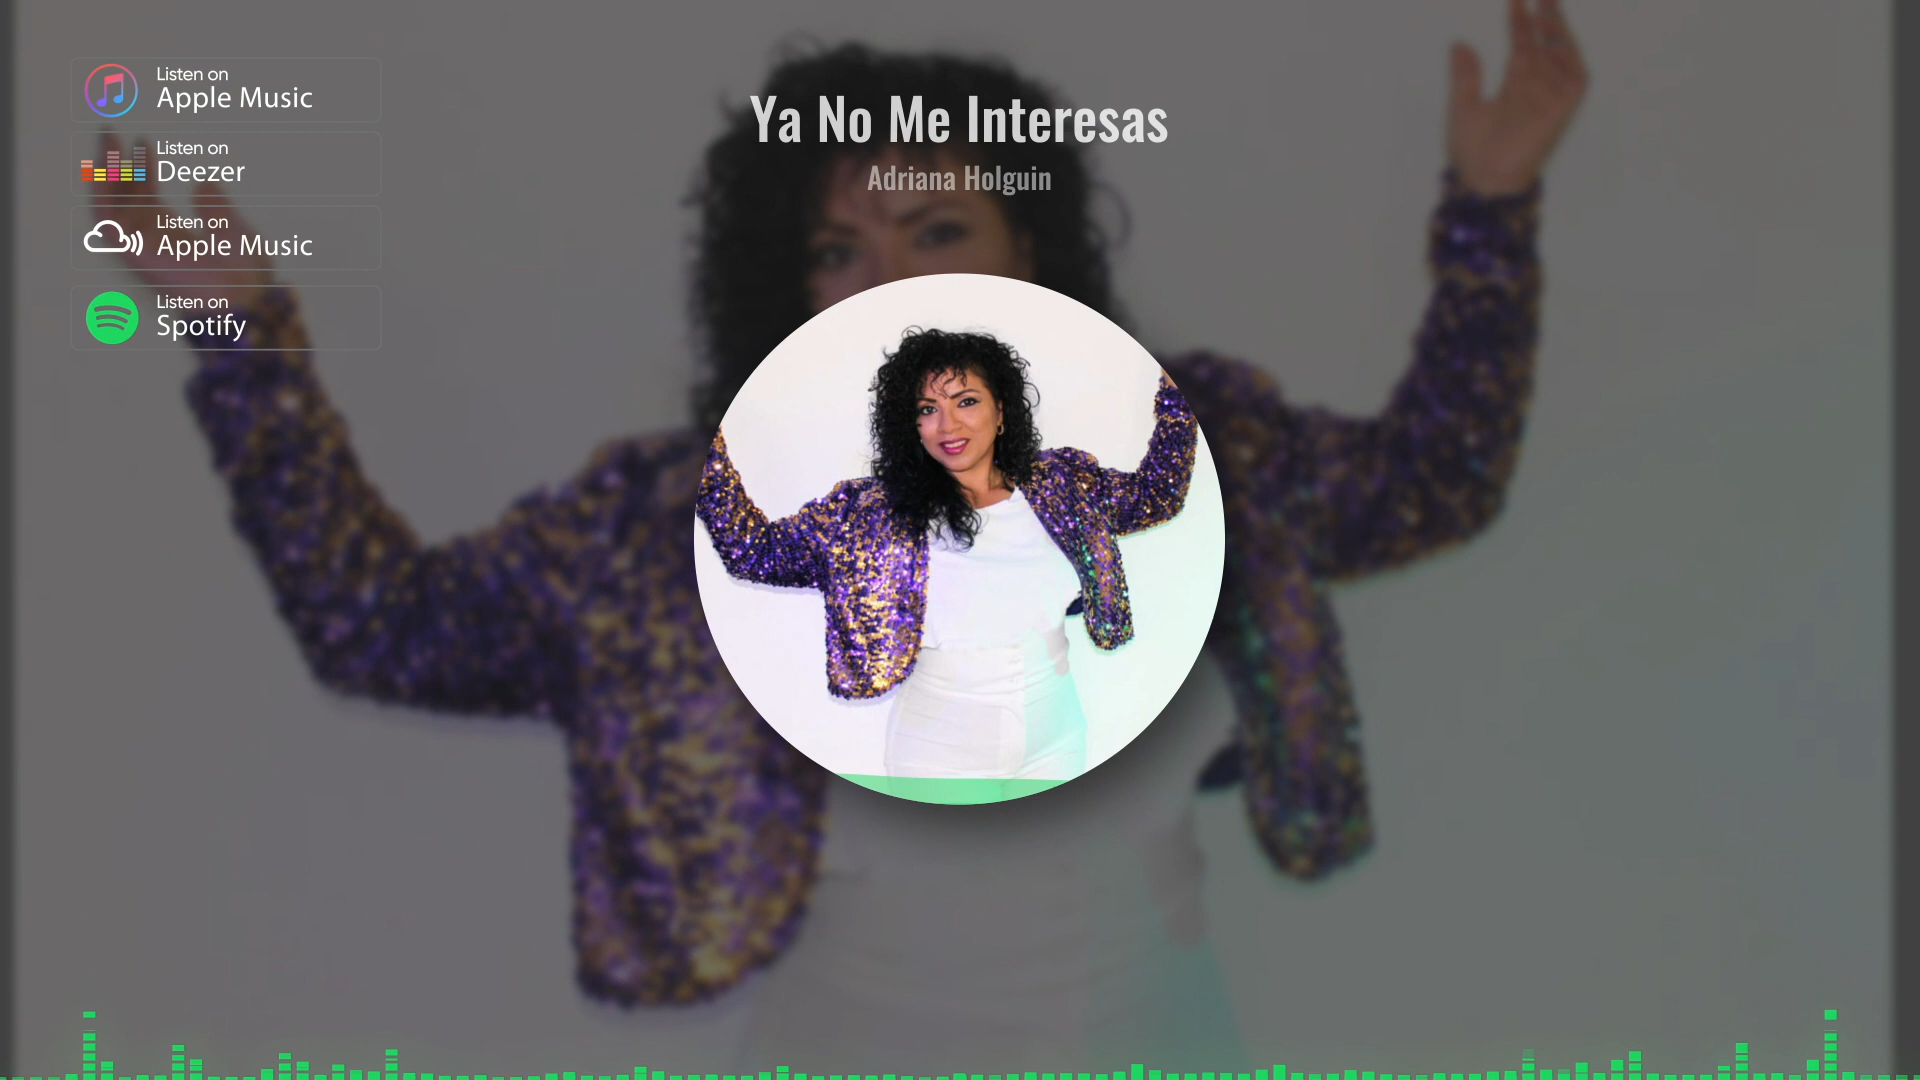 Listen on
Apple Music
Listen on
Deezer
Listen on
Apple Music
Listen on
Spotify
Ya No Me Interesas
Adriana Holguin